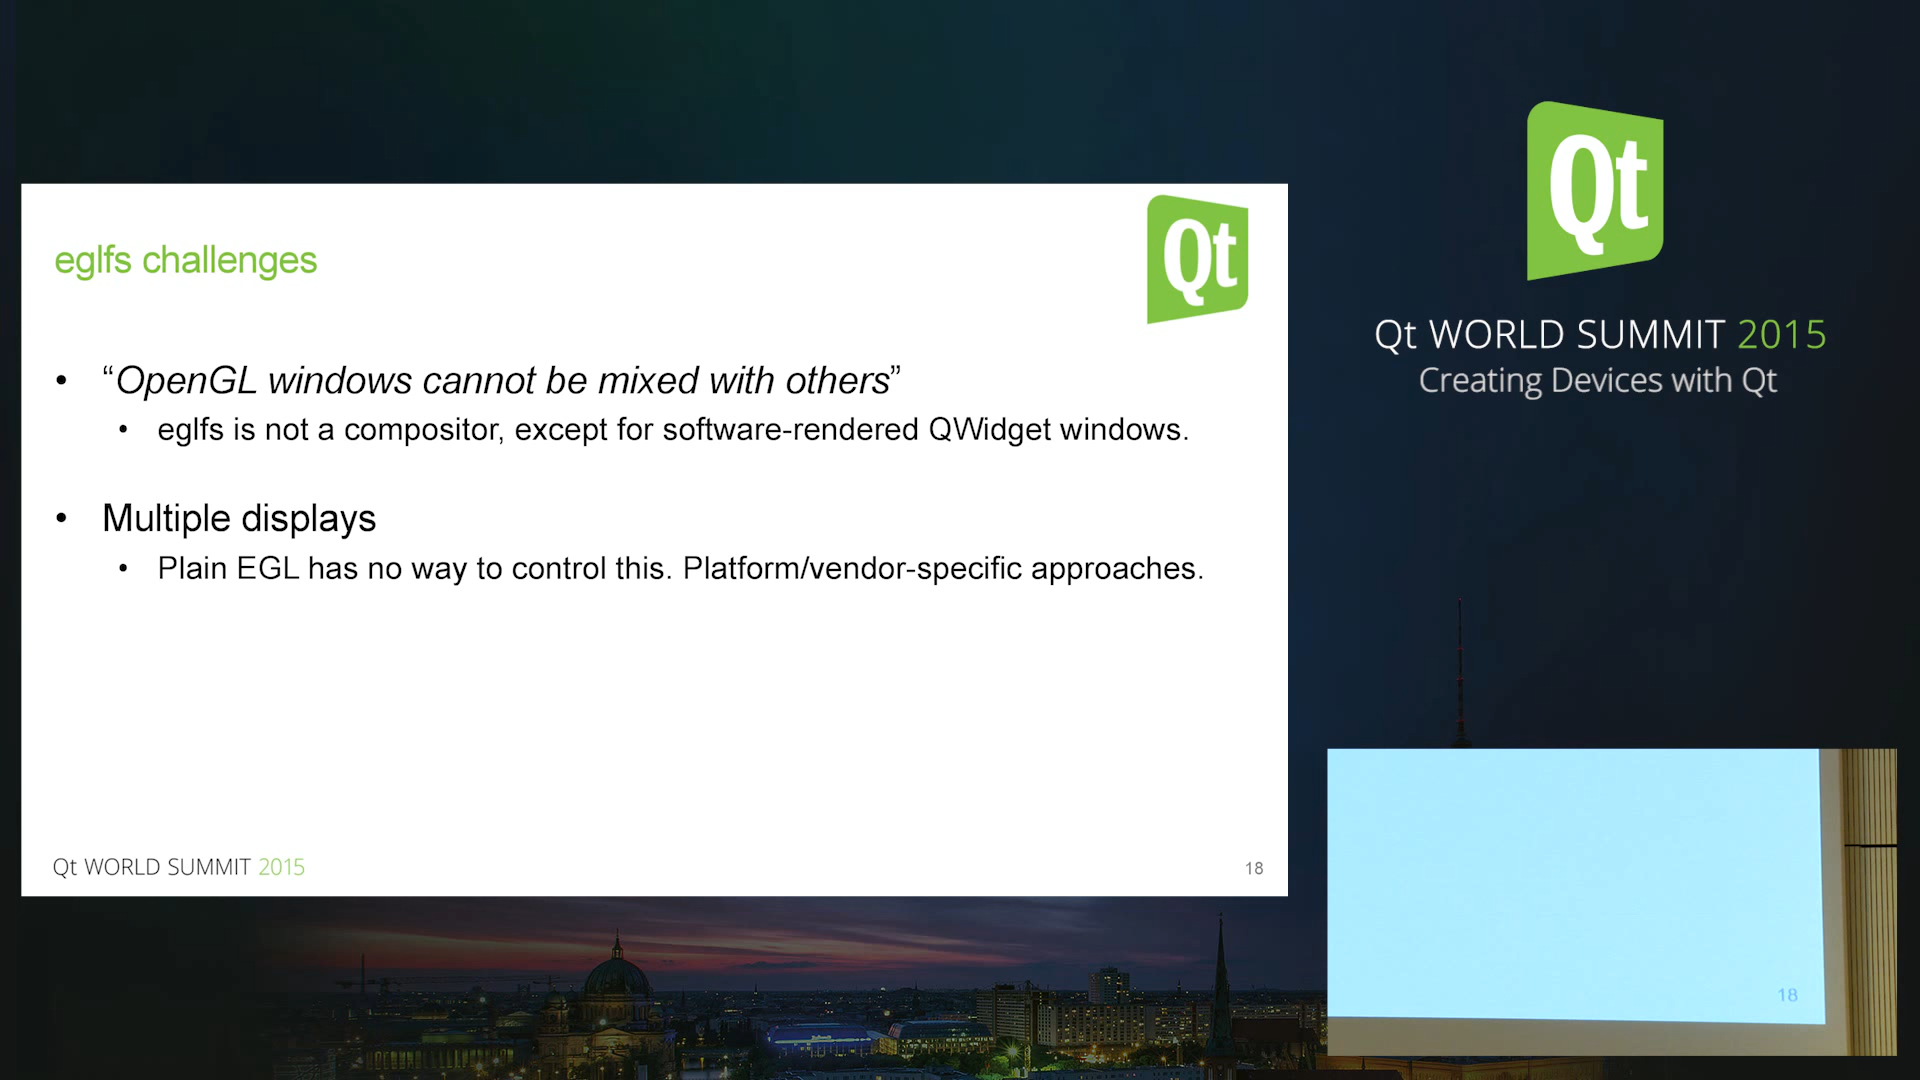 eglfs challenges
Qt
• “OpenGL windows cannot be mixed with others”
• eglfs is not a compositor, except for software-rendered QWidget windows.
• Multiple displays
• Plain EGL has no way to control this. Platform/vendor-specific approaches.
Qt WORLD SUMMIT 2015
18
Qt
Qt WORLD SUMMIT 2015
Creating Devices with Qt
18